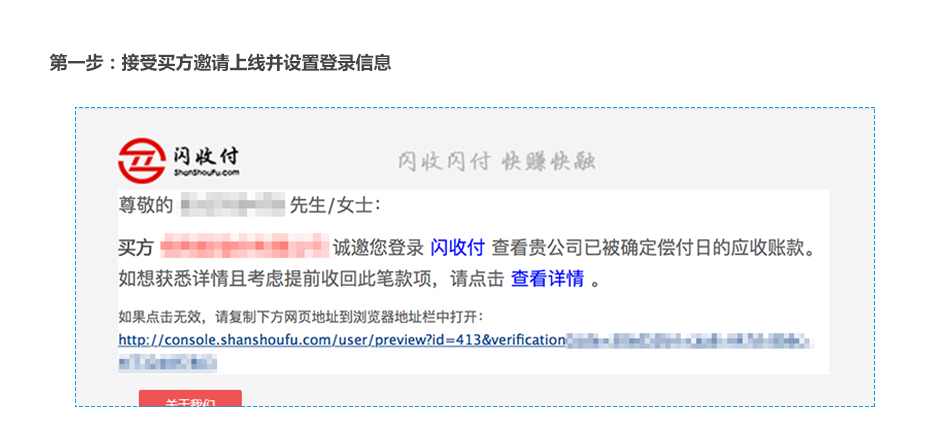 第一步：接受买方邀请上线并设置登录信息
闪收付
ShanShouFu.com
闪收闪付 快赚快融
尊敬的 先生/女士：
买方 诚邀您登录 闪收付 查看贵公司已被确定偿付日的应收账款。
如想获悉详情且考虑提前收回此笔款项，请点击 查看详情 。
如果点击无效，请复制下方网页地址到浏览器地址栏中打开：
http://console.shanshoufu.com/user/preview?id=413&verification
关于我们